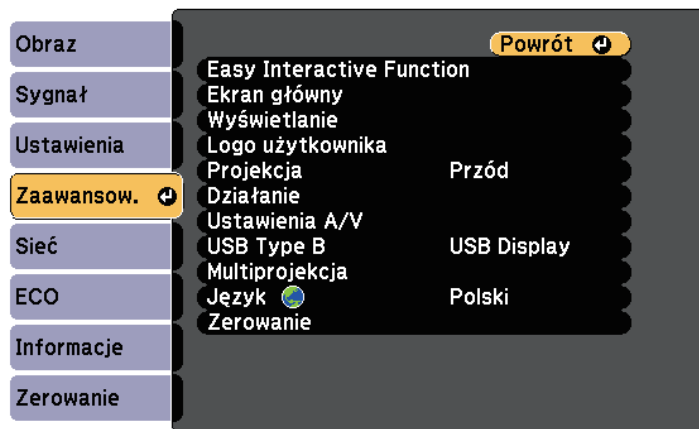 Obraz
Sygnał
Ustawienia
Zaawansow.
Sieć
ECO
Informacje
Zerowanie
Powrót
Easy Interactive Function
Ekran główny
Wyświetlanie
Logo użytkownika
Projekcja Przód
Działanie
Ustawienia A/V
USB Type B USB Display
Multiprojekcja
Język Polski
Zerowanie